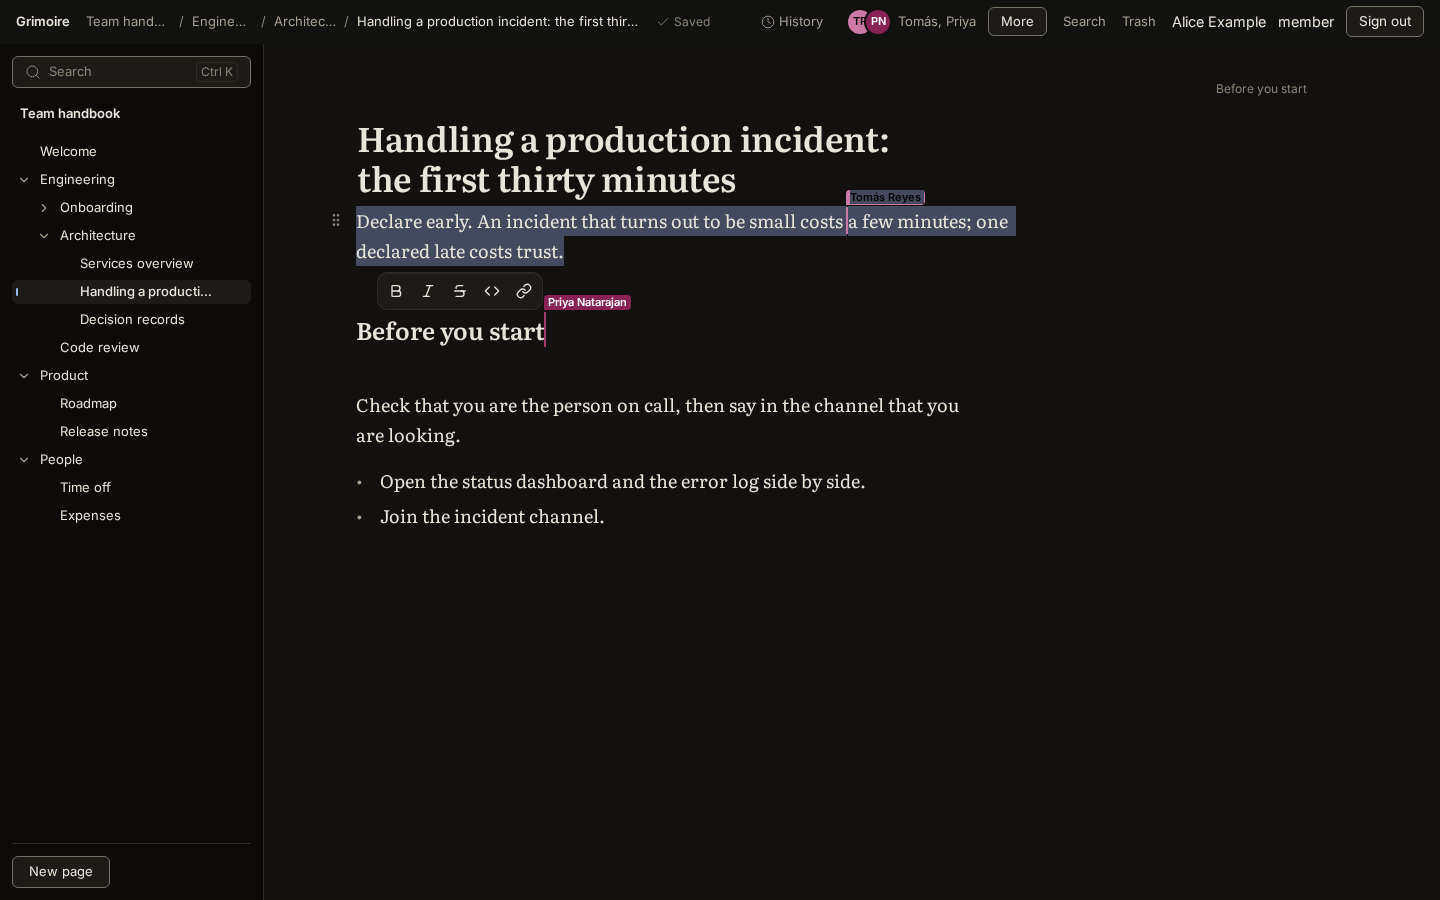 Grimoire Team hand... / Engine... / Architec... / Handling a production incident: the first thir... Saved History TR PN Tomás, Priya More Search Trash Alice Example member Sign out
Search Ctrl K
Team handbook
Welcome
Engineering
Onboarding
Architecture
Services overview
Handling a producti...
Decision records
Code review
Product
Roadmap
Release notes
People
Time off
Expenses
New page
Before you start
Handling a production incident:
the first thirty minutes
Tomás Reyes
Declare early. An incident that turns out to be small costs a few minutes; one
declared late costs trust.
Priya Natarajan
Before you start
Check that you are the person on call, then say in the channel that you
are looking.
• Open the status dashboard and the error log side by side.
• Join the incident channel.